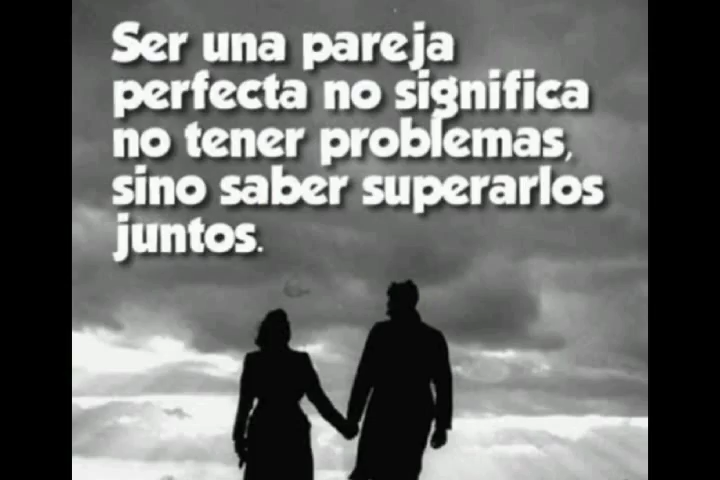 Ser una pareja
perfecta no significa
no tener problemas,
sino saber superarlos
juntos.